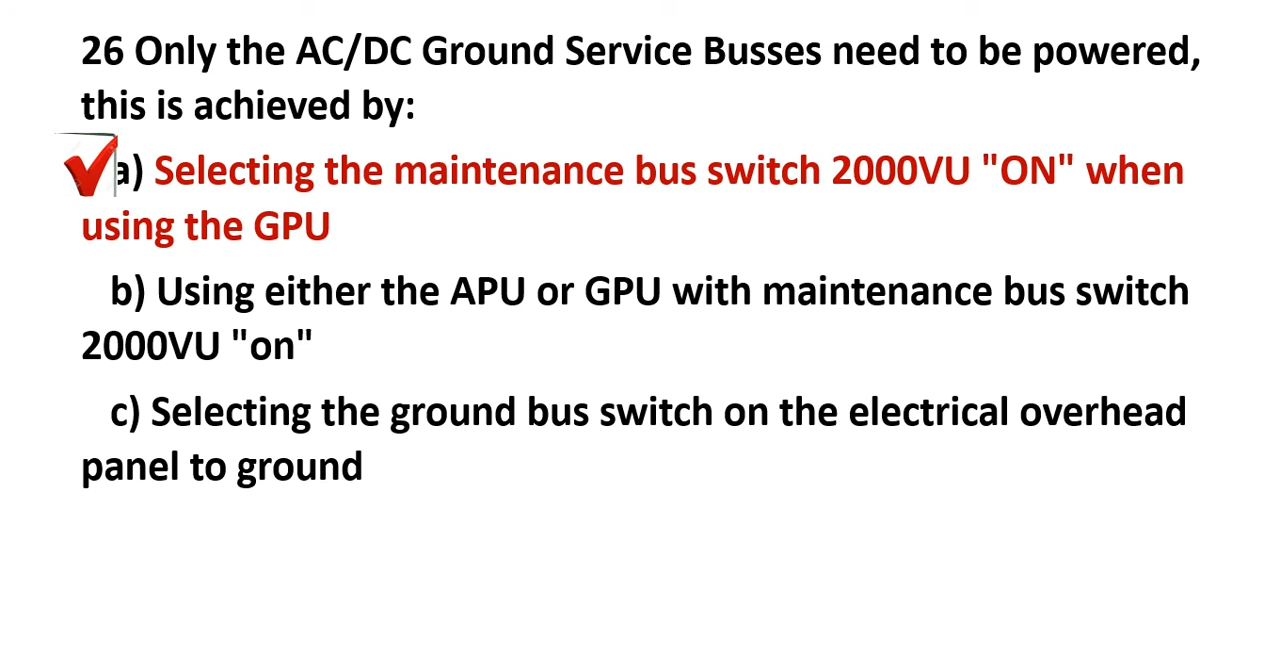 26 Only the AC/DC Ground Service Busses need to be powered,
this is achieved by:
a) Selecting the maintenance bus switch 2000VU "ON" when
using the GPU
b) Using either the APU or GPU with maintenance bus switch
2000VU "on"
c) Selecting the ground bus switch on the electrical overhead
panel to ground